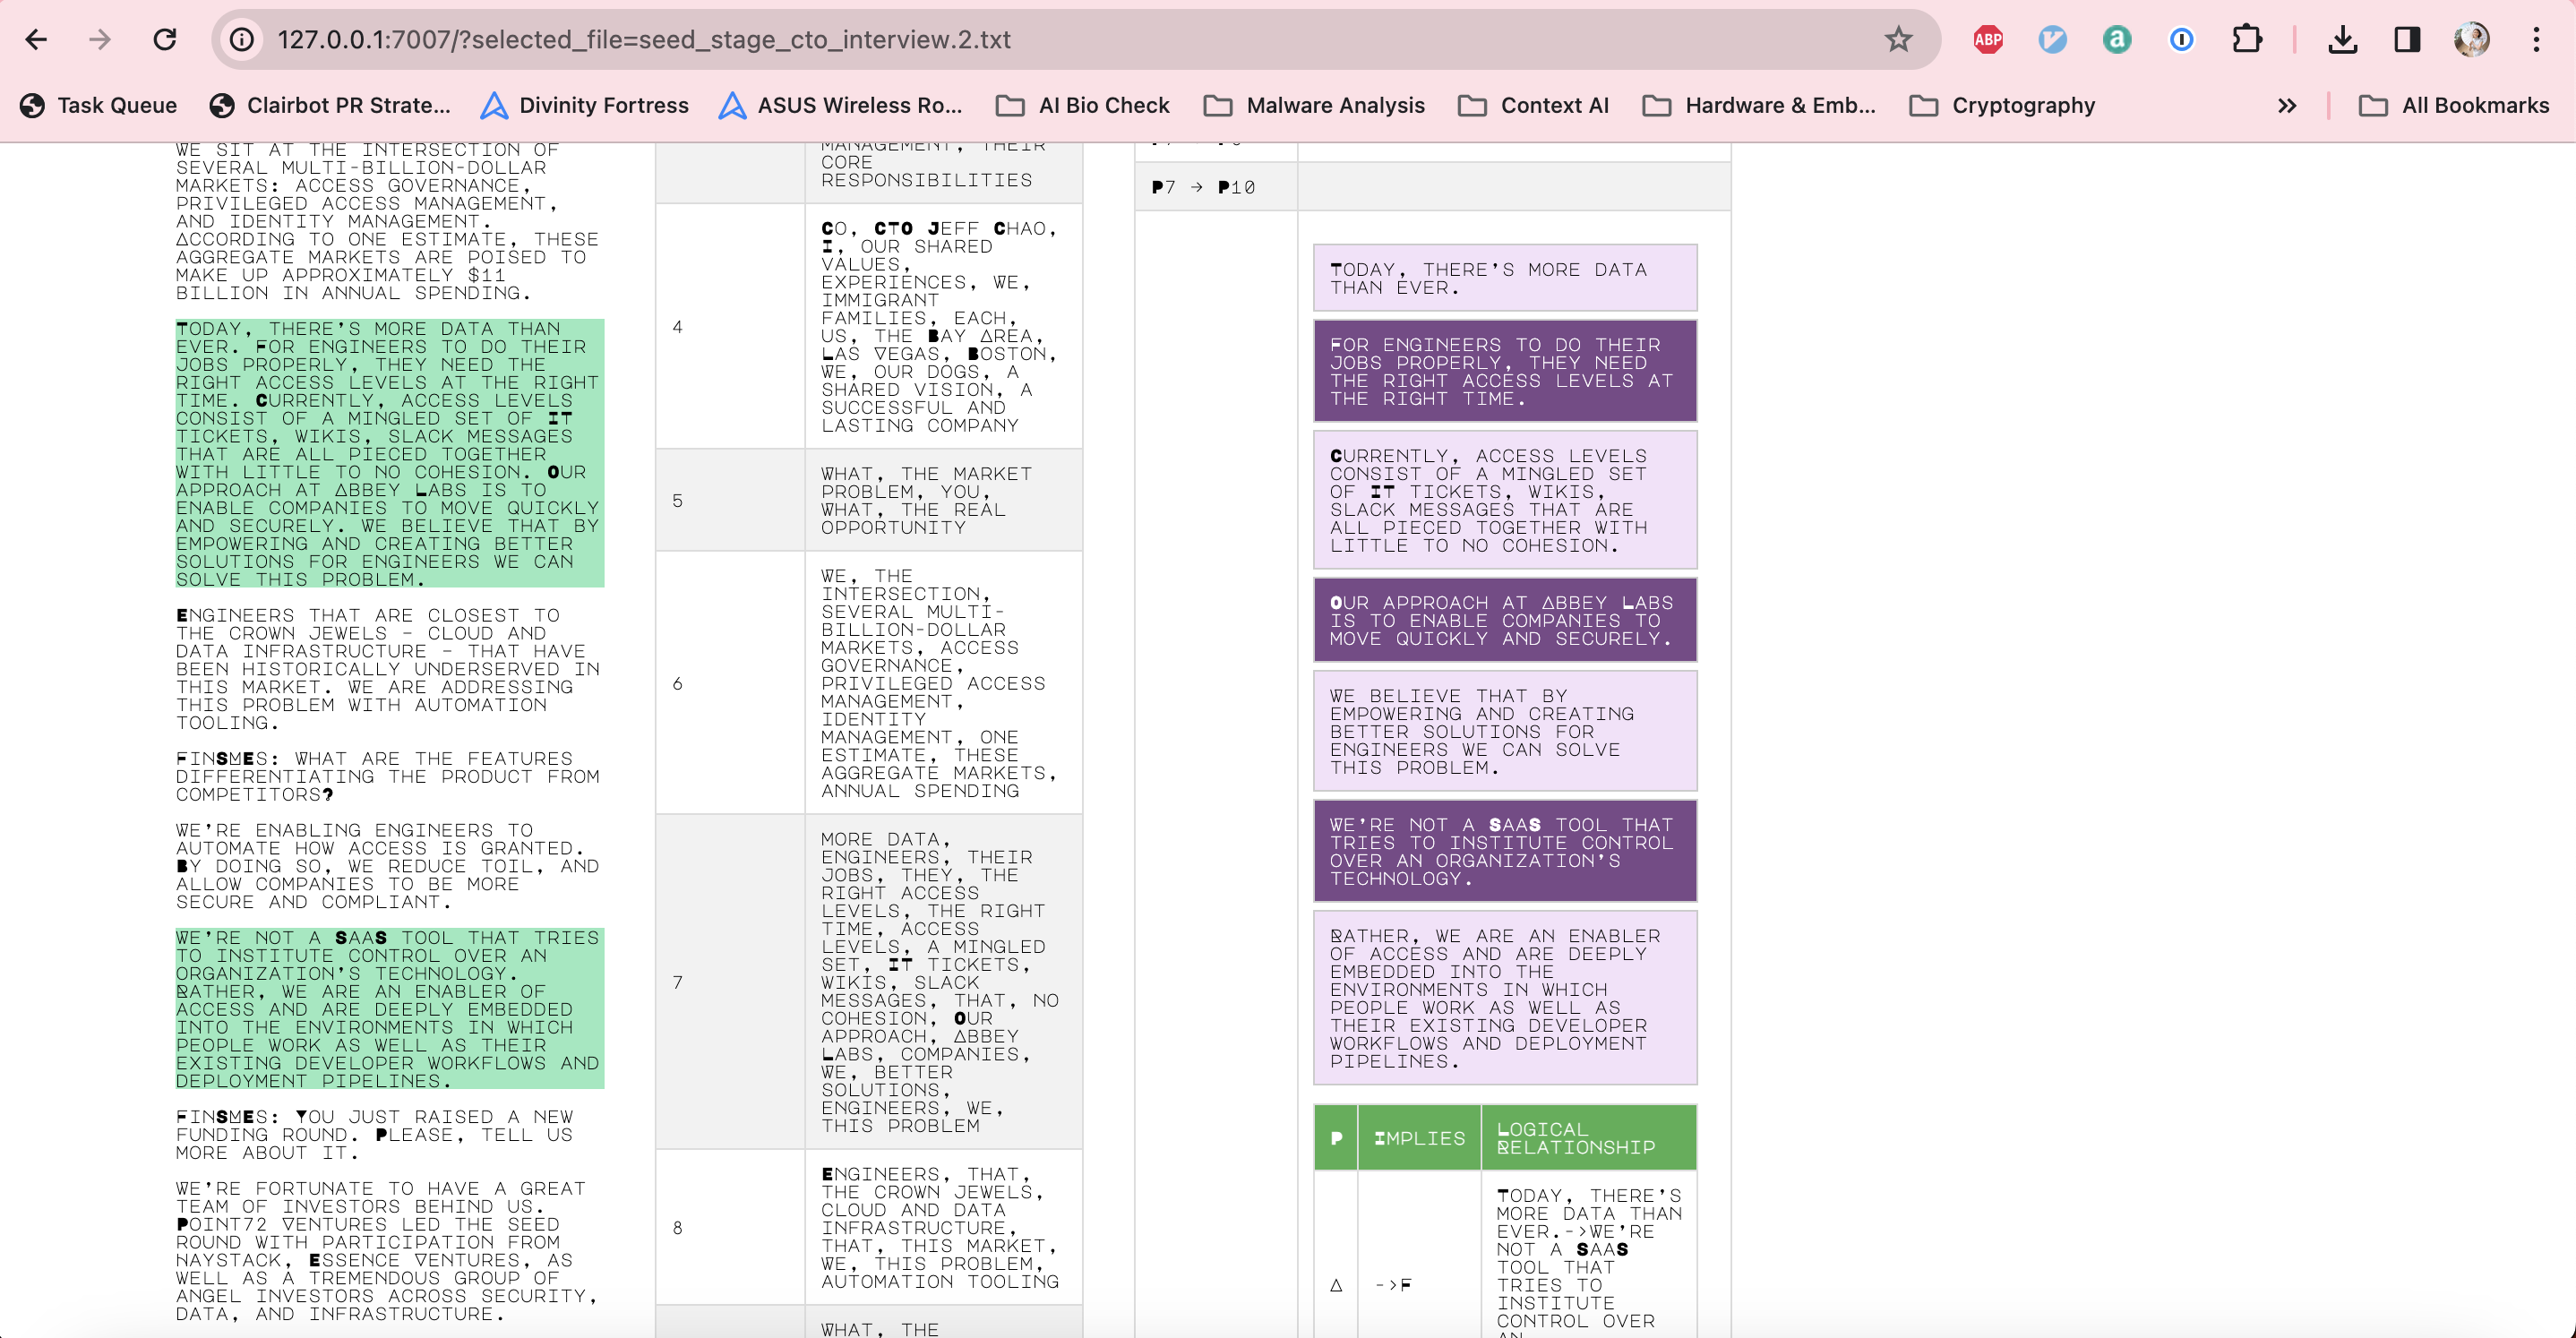 127.0.0.1:7007/?selected_file=seed_stage_cto_interview.2.txt
ABP
Task Queue
Clairbot PR Strate...
Divinity Fortress
ASUS Wireless Ro...
AI Bio Check
Malware Analysis
Context AI
Hardware & Emb...
Cryptography
All Bookmarks
WE SIT AT THE INTERSECTION OF
SEVERAL MULTI-BILLION-DOLLAR
MARKETS: ACCESS GOVERNANCE,
PRIVILEGED ACCESS MANAGEMENT,
AND IDENTITY MANAGEMENT.
ACCORDING TO ONE ESTIMATE, THESE
AGGREGATE MARKETS ARE POISED TO
MAKE UP APPROXIMATELY $11
BILLION IN ANNUAL SPENDING.
TODAY, THERE'S MORE DATA THAN
EVER. FOR ENGINEERS TO DO THEIR
JOBS PROPERLY, THEY NEED THE
RIGHT ACCESS LEVELS AT THE RIGHT
TIME. CURRENTLY, ACCESS LEVELS
CONSIST OF A MINGLED SET OF IT
TICKETS, WIKIS, SLACK MESSAGES
THAT ARE ALL PIECED TOGETHER
WITH LITTLE TO NO COHESION. OUR
APPROACH AT ABBEY LABS IS TO
ENABLE COMPANIES TO MOVE QUICKLY
AND SECURELY. WE BELIEVE THAT BY
EMPOWERING AND CREATING BETTER
SOLUTIONS FOR ENGINEERS WE CAN
SOLVE THIS PROBLEM.
ENGINEERS THAT ARE CLOSEST TO
THE CROWN JEWELS – CLOUD AND
DATA INFRASTRUCTURE – THAT HAVE
BEEN HISTORICALLY UNDERSERVED IN
THIS MARKET. WE ARE ADDRESSING
THIS PROBLEM WITH AUTOMATION
TOOLING.
FINSMES: WHAT ARE THE FEATURES
DIFFERENTIATING THE PRODUCT FROM
COMPETITORS?
WE'RE ENABLING ENGINEERS TO
AUTOMATE HOW ACCESS IS GRANTED.
BY DOING SO, WE REDUCE TOIL, AND
ALLOW COMPANIES TO BE MORE
SECURE AND COMPLIANT.
WE'RE NOT A SAAS TOOL THAT TRIES
TO INSTITUTE CONTROL OVER AN
ORGANIZATION'S TECHNOLOGY.
RATHER, WE ARE AN ENABLER OF
ACCESS AND ARE DEEPLY EMBEDDED
INTO THE ENVIRONMENTS IN WHICH
PEOPLE WORK AS WELL AS THEIR
EXISTING DEVELOPER WORKFLOWS AND
DEPLOYMENT PIPELINES.
FINSMES: YOU JUST RAISED A NEW
FUNDING ROUND. PLEASE, TELL US
MORE ABOUT IT.
WE'RE FORTUNATE TO HAVE A GREAT
TEAM OF INVESTORS BEHIND US.
POINT72 VENTURES LED THE SEED
ROUND WITH PARTICIPATION FROM
HAYSTACK, ESSENCE VENTURES, AS
WELL AS A TREMENDOUS GROUP OF
ANGEL INVESTORS ACROSS SECURITY,
DATA, AND INFRASTRUCTURE.
MANAGEMENT, THEIR
CORE
RESPONSIBILITIES
4
CO, CTO JEFF CHAO,
I, OUR SHARED
VALUES,
EXPERIENCES, WE,
IMMIGRANT
FAMILIES, EACH,
US, THE BAY AREA,
LAS VEGAS, BOSTON,
WE, OUR DOGS, A
SHARED VISION, A
SUCCESSFUL AND
LASTING COMPANY
5
WHAT, THE MARKET
PROBLEM, YOU,
WHAT, THE REAL
OPPORTUNITY
6
WE, THE
INTERSECTION,
SEVERAL MULTI-
BILLION-DOLLAR
MARKETS, ACCESS
GOVERNANCE,
PRIVILEGED ACCESS
MANAGEMENT,
IDENTITY
MANAGEMENT, ONE
ESTIMATE, THESE
AGGREGATE MARKETS,
ANNUAL SPENDING
7
MORE DATA,
ENGINEERS, THEIR
JOBS, THEY, THE
RIGHT ACCESS
LEVELS, THE RIGHT
TIME, ACCESS
LEVELS, A MINGLED
SET, IT TICKETS,
WIKIS, SLACK
MESSAGES, THAT, NO
COHESION, OUR
APPROACH, ABBEY
LABS, COMPANIES,
WE, BETTER
SOLUTIONS,
ENGINEERS, WE,
THIS PROBLEM
8
ENGINEERS, THAT,
THE CROWN JEWELS,
CLOUD AND DATA
INFRASTRUCTURE,
THAT, THIS MARKET,
WE, THIS PROBLEM,
AUTOMATION TOOLING
WHAT, THE
P7 → P10
TODAY, THERE'S MORE DATA
THAN EVER.
FOR ENGINEERS TO DO THEIR
JOBS PROPERLY, THEY NEED
THE RIGHT ACCESS LEVELS AT
THE RIGHT TIME.
CURRENTLY, ACCESS LEVELS
CONSIST OF A MINGLED SET
OF IT TICKETS, WIKIS,
SLACK MESSAGES THAT ARE
ALL PIECED TOGETHER WITH
LITTLE TO NO COHESION.
OUR APPROACH AT ABBEY LABS
IS TO ENABLE COMPANIES TO
MOVE QUICKLY AND SECURELY.
WE BELIEVE THAT BY
EMPOWERING AND CREATING
BETTER SOLUTIONS FOR
ENGINEERS WE CAN SOLVE
THIS PROBLEM.
WE'RE NOT A SAAS TOOL THAT
TRIES TO INSTITUTE CONTROL
OVER AN ORGANIZATION'S
TECHNOLOGY.
RATHER, WE ARE AN ENABLER
OF ACCESS AND ARE DEEPLY
EMBEDDED INTO THE
ENVIRONMENTS IN WHICH
PEOPLE WORK AS WELL AS
THEIR EXISTING DEVELOPER
WORKFLOWS AND DEPLOYMENT
PIPELINES.
P
IMPLIES
LOGICAL
RELATIONSHIP
A
->F
TODAY, THERE'S
MORE DATA THAN
EVER.->WE'RE
NOT A SAAS
TOOL THAT
TRIES TO
INSTITUTE
CONTROL OVER